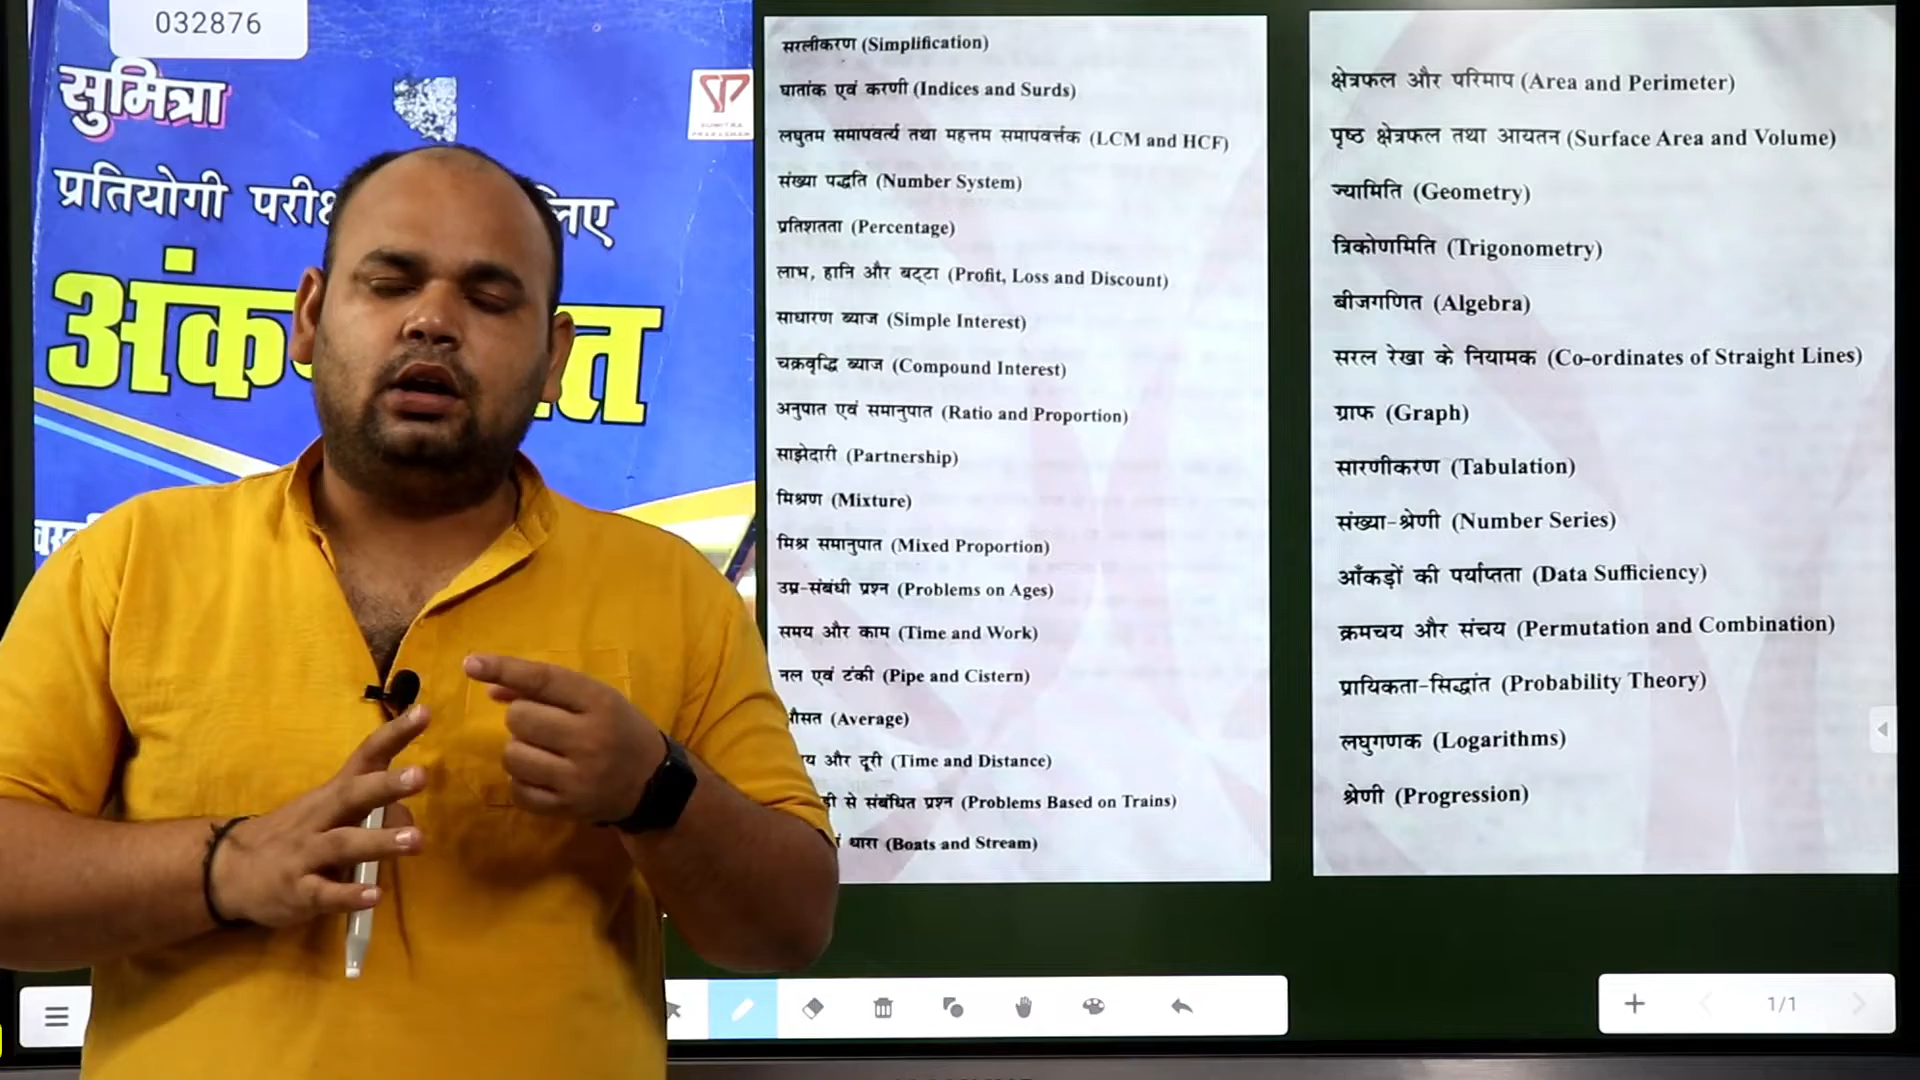 032876
सुमित्रा
SUMITRA
PRAKASHAN
प्रतियोगी लिए
सरलीकरण (Simplification)
घातांक एवं करणी (Indices and Surds)
लघुतम समापवर्त्य तथा महत्तम समापवर्त्तक (LCM and HCF)
संख्या पद्धति (Number System)
प्रतिशतता (Percentage)
लाभ, हानि और बट्टा (Profit, Loss and Discount)
साधारण ब्याज (Simple Interest)
चक्रवृद्धि ब्याज (Compound Interest)
अनुपात एवं समानुपात (Ratio and Proportion)
साझेदारी (Partnership)
मिश्रण (Mixture)
मिश्र समानुपात (Mixed Proportion)
उम्र-संबंधी प्रश्न (Problems on Ages)
समय और काम (Time and Work)
नल एवं टंकी (Pipe and Cistern)
(Average)
और दूरी (Time and Distance)
से संबंधित प्रश्न (Problems Based on Trains)
धारा (Boats and Stream)
क्षेत्रफल और परिमाप (Area and Perimeter)
पृष्ठ क्षेत्रफल तथा आयतन (Surface Area and Volume)
ज्यामिति (Geometry)
त्रिकोणमिति (Trigonometry)
बीजगणित (Algebra)
सरल रेखा के नियामक (Co-ordinates of Straight Lines)
ग्राफ (Graph)
सारणीकरण (Tabulation)
संख्या-श्रेणी (Number Series)
आँकड़ों की पर्याप्तता (Data Sufficiency)
क्रमचय और संचय (Permutation and Combination)
प्रायिकता-सिद्धांत (Probability Theory)
लघुगणक (Logarithms)
श्रेणी (Progression)
1/1